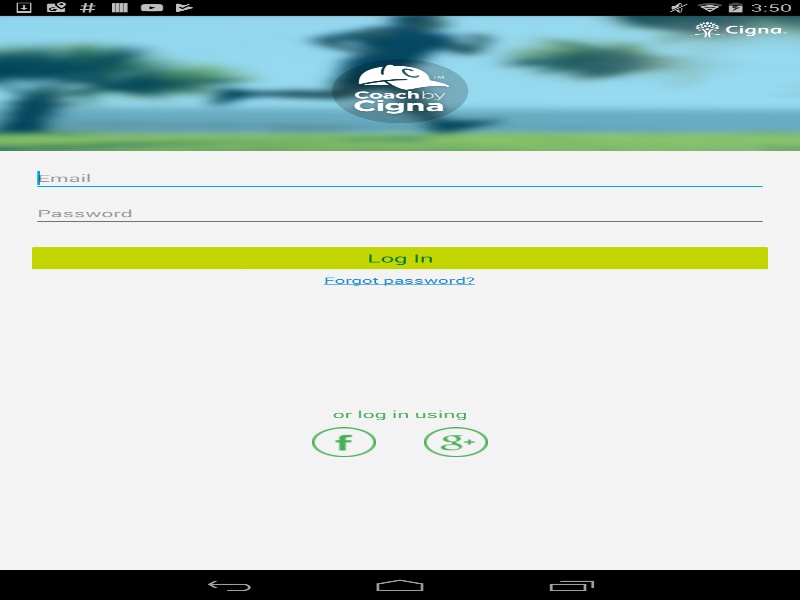 3:50
Cigna.
Coach by
TM
Cigna
Email
Password
Log In
Forgot password?
or log in using
f
g+